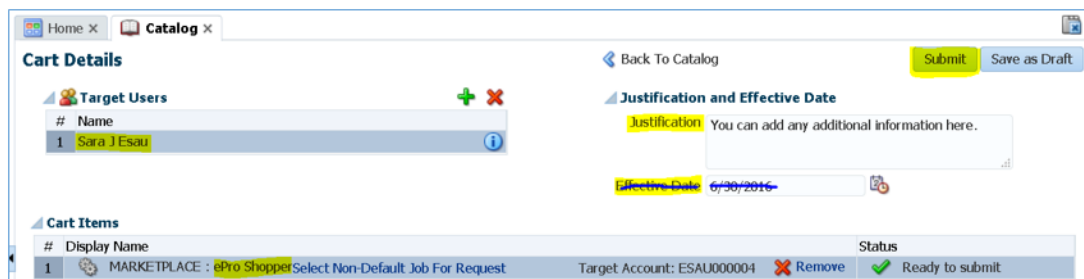 Home × Catalog ×
Cart Details
Back To Catalog
Submit Save as Draft
Target Users
# Name
1 Sara J Esau
Justification and Effective Date
Justification You can add any additional information here.
Effective Date 6/30/2016
Cart Items
# Display Name Status
1 MARKETPLACE : ePro Shopper Select Non-Default Job For Request Target Account: ESAU000004 Remove Ready to submit